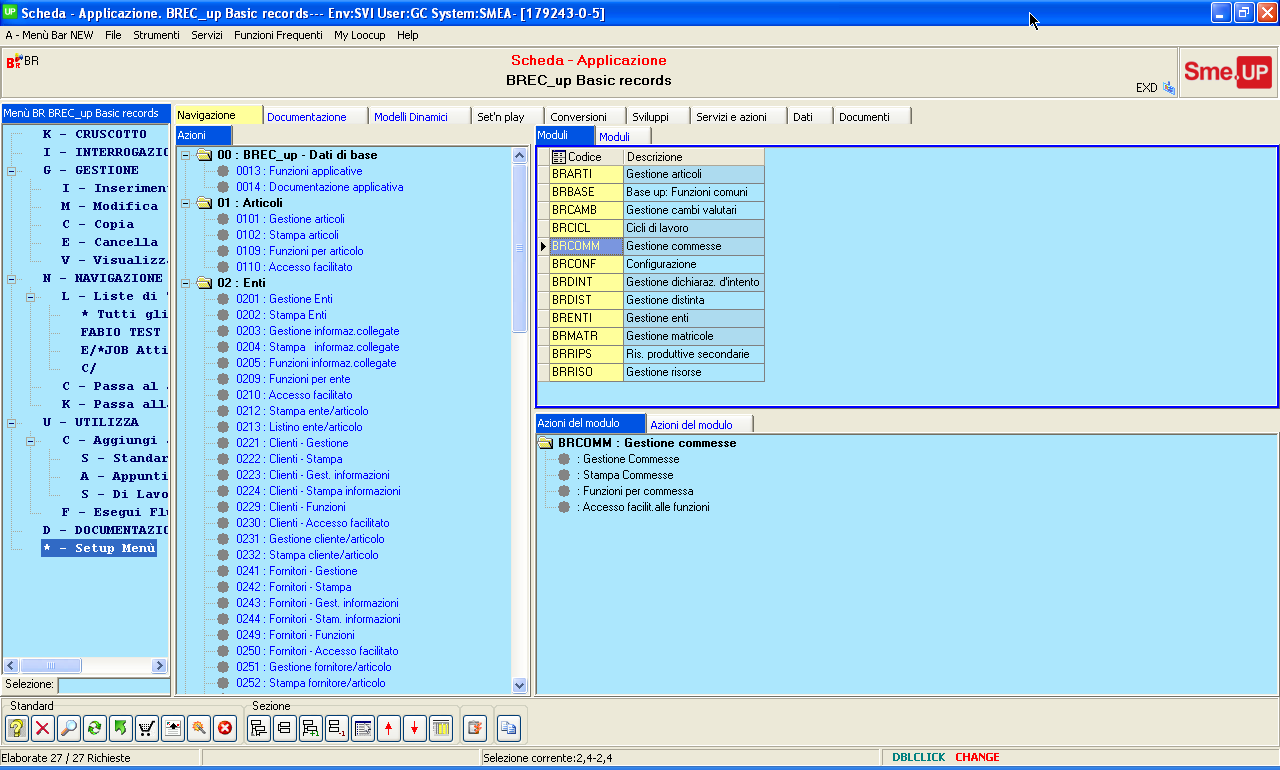 UP Scheda - Applicazione. BREC_up Basic records--- Env:SVI User:GC System:SMEA- [179243-0-5]
A - Menù Bar NEW File Strumenti Servizi Funzioni Frequenti My Loocup Help
BR BR
Scheda - Applicazione
BREC_up Basic records
EXD
Sme.UP
Menù BR BREC_up Basic records
K - CRUSCOTTO
I - INTERROGAZIO
G - GESTIONE
I - Inserimen
M - Modifica
C - Copia
E - Cancella
V - Visualizz
N - NAVIGAZIONE
L - Liste di
* Tutti gli
FABIO TEST
E/*JOB Atti
C/
C - Passa al
K - Passa all
U - UTILIZZA
C - Aggiungi
S - Standar
A - Appunti
S - Di Lavo
F - Esegui Flu
D - DOCUMENTAZIO
* - Setup Menù
Selezione:
Navigazione Documentazione Modelli Dinamici Set'n play Conversioni Sviluppi Servizi e azioni Dati Documenti
Azioni
00 : BREC_up - Dati di base
0013 : Funzioni applicative
0014 : Documentazione applicativa
01 : Articoli
0101 : Gestione articoli
0102 : Stampa articoli
0109 : Funzioni per articolo
0110 : Accesso facilitato
02 : Enti
0201 : Gestione Enti
0202 : Stampa Enti
0203 : Gestione informaz.collegate
0204 : Stampa informaz.collegate
0205 : Funzioni informaz.collegate
0209 : Funzioni per ente
0210 : Accesso facilitato
0212 : Stampa ente/articolo
0213 : Listino ente/articolo
0221 : Clienti - Gestione
0222 : Clienti - Stampa
0223 : Clienti - Gest. informazioni
0224 : Clienti - Stampa informazioni
0229 : Clienti - Funzioni
0230 : Clienti - Accesso facilitato
0231 : Gestione cliente/articolo
0232 : Stampa cliente/articolo
0241 : Fornitori - Gestione
0242 : Fornitori - Stampa
0243 : Fornitori - Gest. informazioni
0244 : Fornitori - Stam. informazioni
0249 : Fornitori - Funzioni
0250 : Fornitori - Accesso facilitato
0251 : Gestione fornitore/articolo
0252 : Stampa fornitore/articolo
Moduli Moduli
Codice Descrizione
BRARTI Gestione articoli
BRBASE Base up: Funzioni comuni
BRCAMB Gestione cambi valutari
BRCICL Cicli di lavoro
BRCOMM Gestione commesse
BRCONF Configurazione
BRDINT Gestione dichiaraz. d'intento
BRDIST Gestione distinta
BRENTI Gestione enti
BRMATR Gestione matricole
BRRIPS Ris. produttive secondarie
BRRISO Gestione risorse
Azioni del modulo Azioni del modulo
BRCOMM : Gestione commesse
: Gestione Commesse
: Stampa Commesse
: Funzioni per commessa
: Accesso facilit.alle funzioni
Standard Sezione
Elaborate 27 / 27 Richieste Selezione corrente:2,4-2,4 DBLCLICK CHANGE